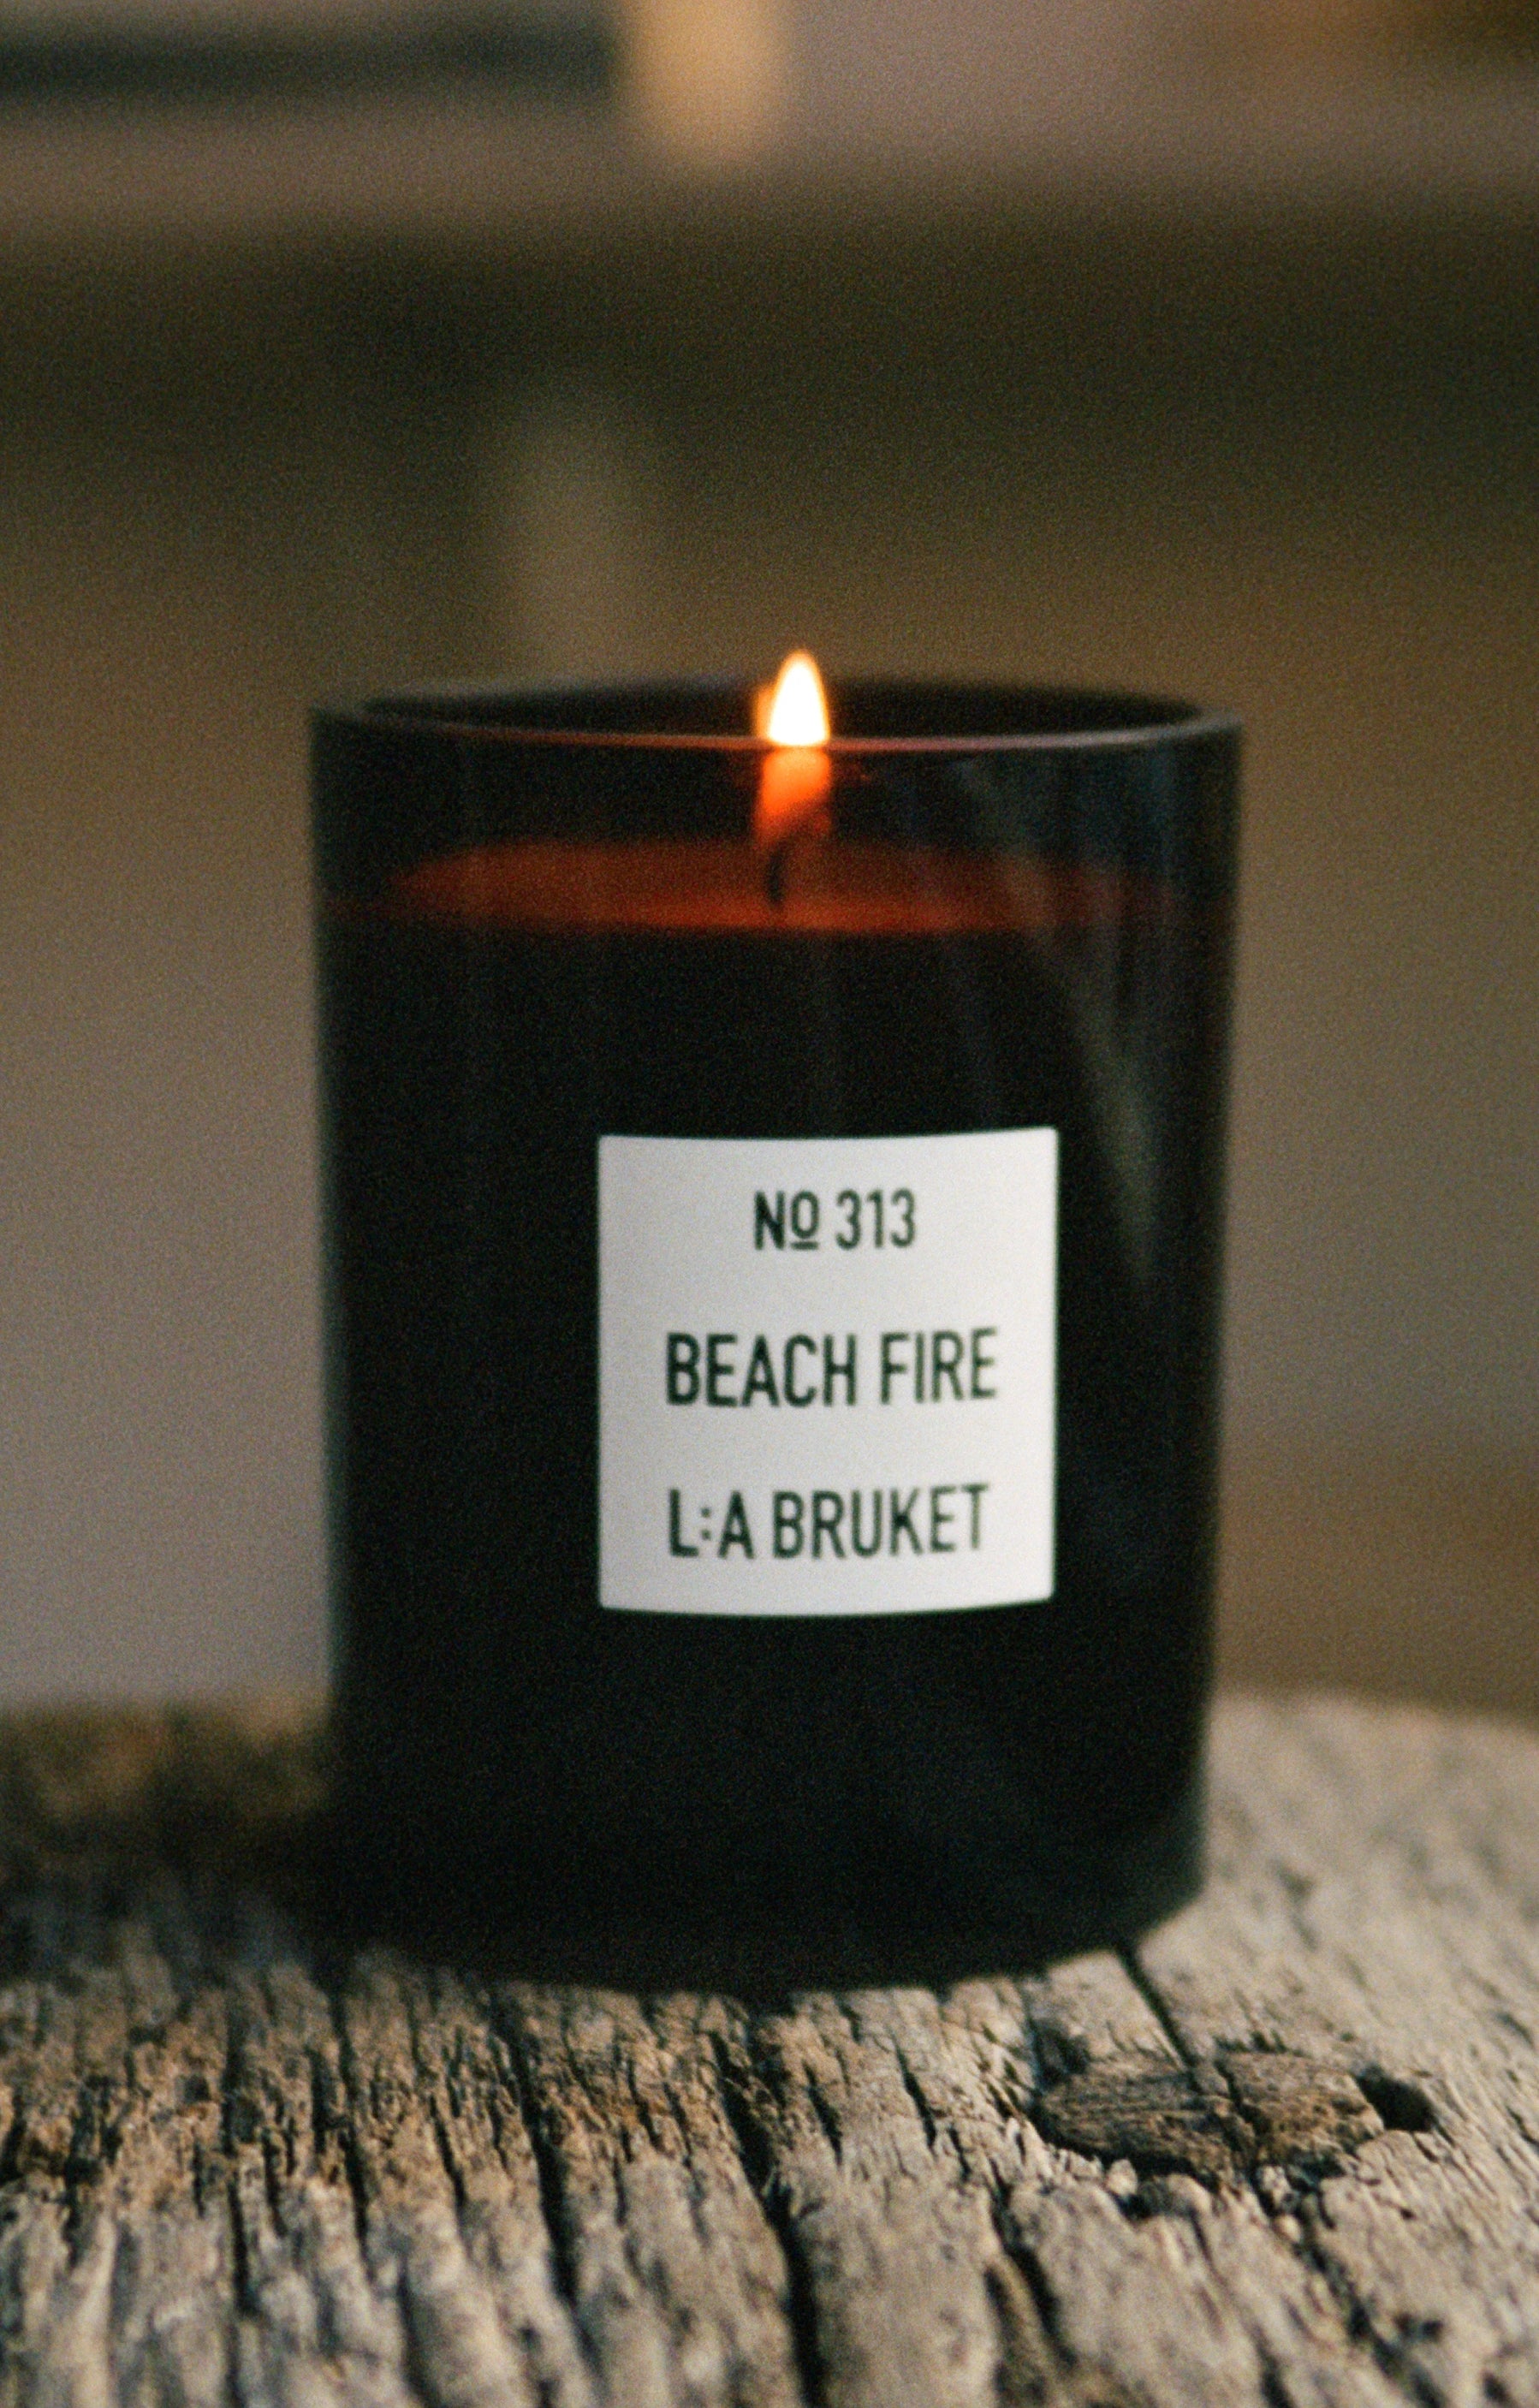 Nº 313
BEACH FIRE
L:A BRUKET